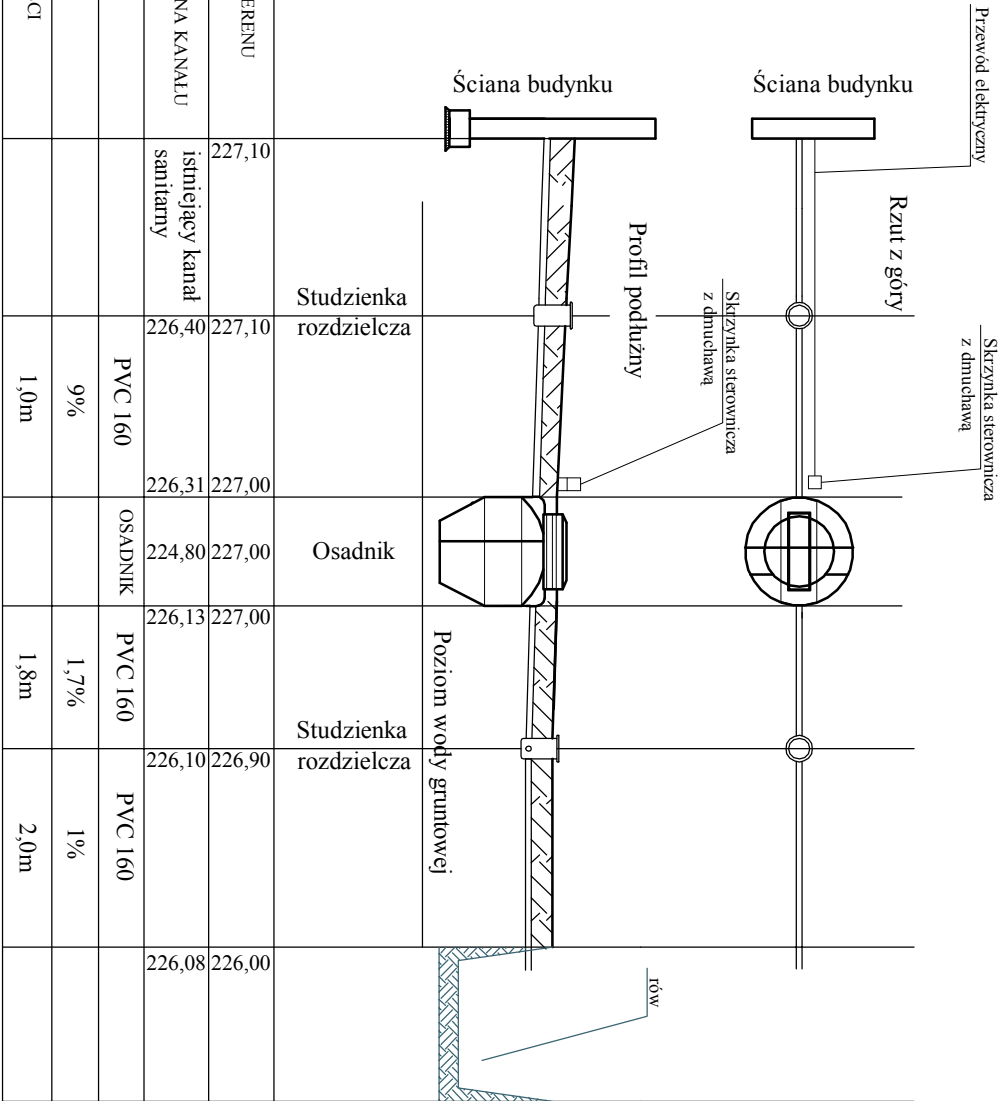 Przewód elektryczny
Ściana budynku
Ściana budynku
Rzut z góry
Skrzynka sterownicza
z dmuchawą
Profil podłużny
Skrzynka sterownicza
z dmuchawą
Studzienka
rozdzielcza
Osadnik
Studzienka
rozdzielcza
Poziom wody gruntowej
rów
227,10
227,10
227,00
227,00
227,00
226,90
226,00
NA KANAŁU
istniejący kanał
sanitarny
226,40
226,31
224,80
226,13
226,10
226,08
PVC 160
OSADNIK
PVC 160
PVC 160
9%
1,7%
1%
1,0m
1,8m
2,0m